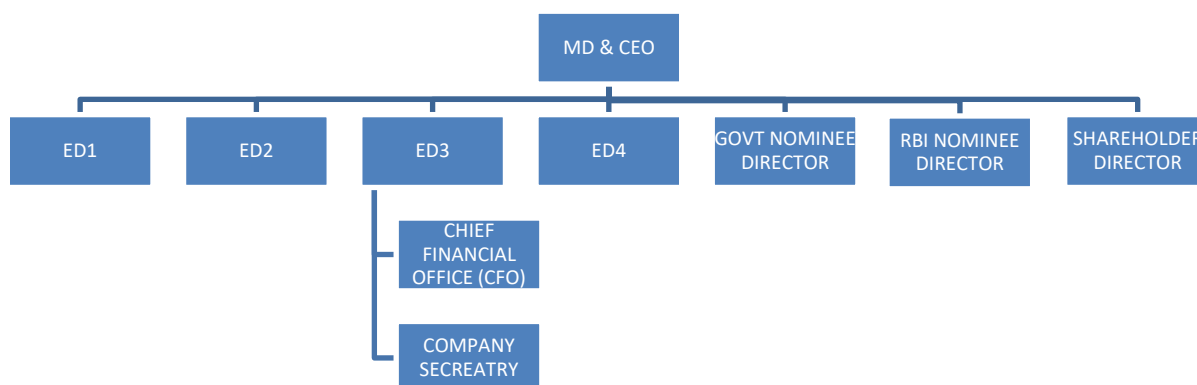 MD & CEO
ED1
ED2
ED3
ED4
GOVT NOMINEE
DIRECTOR
RBI NOMINEE
DIRECTOR
SHAREHOLDER
DIRECTOR
CHIEF
FINANCIAL
OFFICE (CFO)
COMPANY
SECREATRY